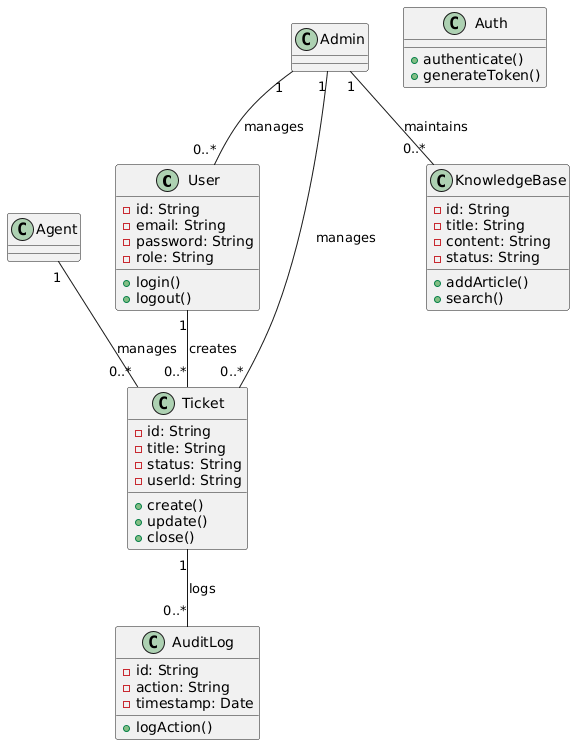 C Admin
C Auth
authenticate()
generateToken()
1
1
1
manages
maintains
0..*
0..*
C User
id: String
email: String
password: String
role: String
login()
logout()
C KnowledgeBase
id: String
title: String
content: String
status: String
addArticle()
search()
C Agent
manages
1
1
manages
creates
0..*
0..*
0..*
C Ticket
id: String
title: String
status: String
userId: String
create()
update()
close()
1
logs
0..*
C AuditLog
id: String
action: String
timestamp: Date
logAction()